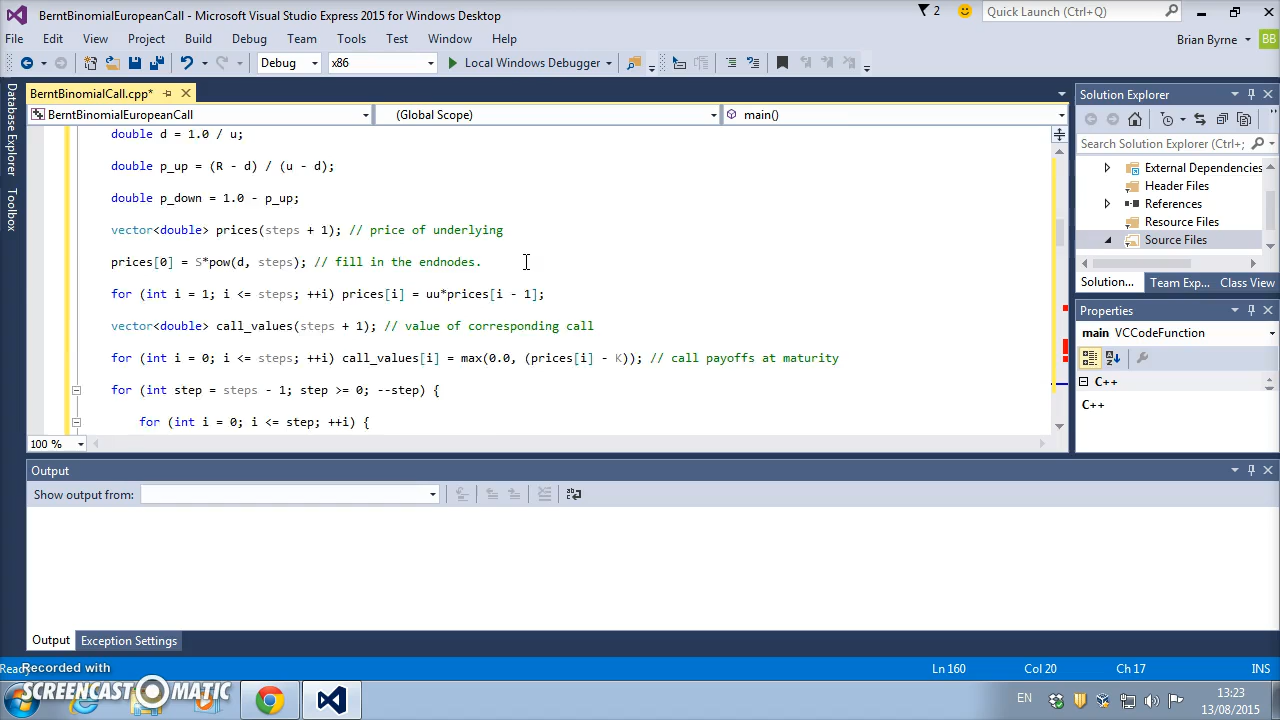 BerntBinomialEuropeanCall - Microsoft Visual Studio Express 2015 for Windows Desktop
2
Quick Launch (Ctrl+Q)
File Edit View Project Build Debug Team Tools Test Window Help
Brian Byrne BB
Debug x86 Local Windows Debugger
Database Explorer
Toolbox
BerntBinomialCall.cpp*
BerntBinomialEuropeanCall (Global Scope) main()
double d = 1.0 / u;
double p_up = (R - d) / (u - d);
double p_down = 1.0 - p_up;
vector<double> prices(steps + 1); // price of underlying
prices[0] = S*pow(d, steps); // fill in the endnodes.
for (int i = 1; i <= steps; ++i) prices[i] = uu*prices[i - 1];
vector<double> call_values(steps + 1); // value of corresponding call
for (int i = 0; i <= steps; ++i) call_values[i] = max(0.0, (prices[i] - K)); // call payoffs at maturity
for (int step = steps - 1; step >= 0; --step) {
for (int i = 0; i <= step; ++i) {
100 %
Solution Explorer
Search Solution Explorer (Ctrl+;
External Dependencies
Header Files
References
Resource Files
Source Files
Solution... Team Exp... Class View
Properties
main VCCodeFunction
C++
C++
Output
Show output from:
Output Exception Settings
Ready Ln 160 Col 20 Ch 17 INS
Recorded with
SCREENCAST MATIC
EN
13:23
13/08/2015